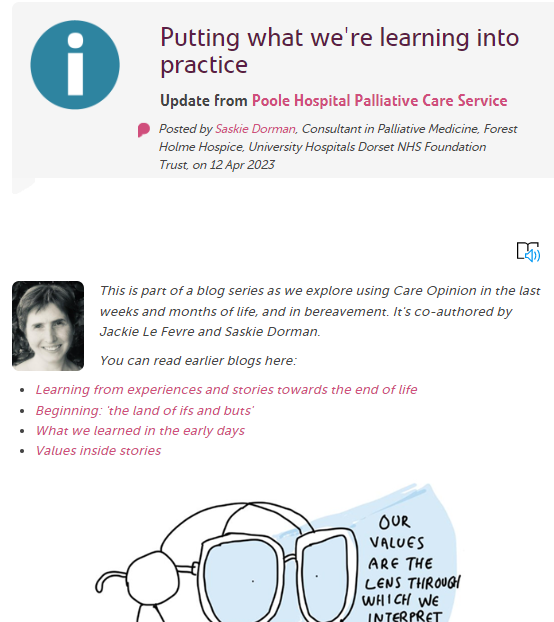 Putting what we're learning into
practice
Update from Poole Hospital Palliative Care Service
Posted by Saskie Dorman, Consultant in Palliative Medicine, Forest
Holme Hospice, University Hospitals Dorset NHS Foundation
Trust, on 12 Apr 2023
This is part of a blog series as we explore using Care Opinion in the last
weeks and months of life, and in bereavement. It's co-authored by
Jackie Le Fevre and Saskie Dorman.
You can read earlier blogs here:
Learning from experiences and stories towards the end of life
Beginning: 'the land of ifs and buts'
What we learned in the early days
Values inside stories
OUR
VALUES
ARE THE
LENS THROUGH
WHICH WE
INTERPRET